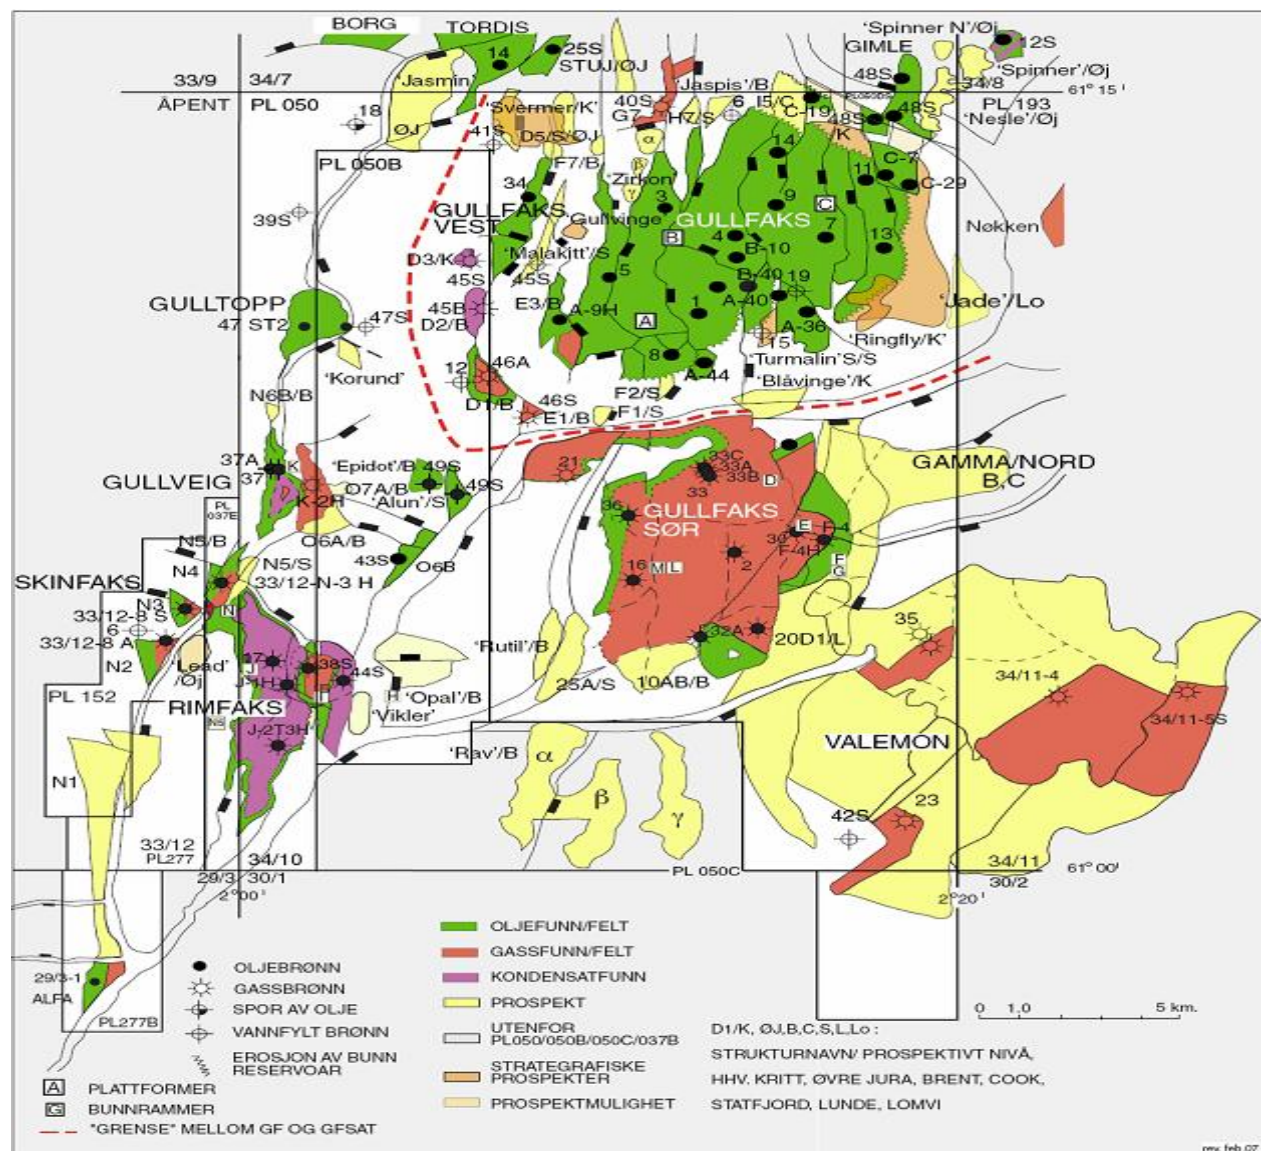 BORG
TORDIS
'Spinner N'/Øj
12S
14
25S
STUJ/ØJ
GIMLE
'Spinner'/Øj
33/9
34/7
'Jasmin'
'Jaspis'/B
48S
34/8
61° 15'
ÅPENT
PL 050
18
ØJ
'Svermer/K'
40S
G7
H7/S
6
I5/C
C-19
48S
48S
K
PL 193
'Nesle'/Øj
41S
D5/S/ØJ
α
14
PL 050B
F7/B
β
'Zirkon'
γ
11
C-7
C-29
34
3
9
C
39S
GULLFAKS
VEST
'Gullvinge'
GULLFAKS
Nøkken
B
4
7
13
D3/K
'Malakitt'/S
B-10
45S
45S
5
B-40
19
GULLTOPP
45B
E3/B
A-9H
1
A-40
'Jade'/Lo
47 ST2
47S
D2/B
A
A-36
15
'Ringfly/K'
8
'Turmalin'S/S
'Korund'
12
46A
A-44
'Blåvinge'/K
N6B/B
D1/B
46S
E1/B
F2/S
F1/S
37A
K
'Epidot'/B
49S
21
33C
33A
33B
D
GAMMA/NORD
B,C
GULLVEIG
37
K-2H
O7A/B
'Alun'/S
49S
33
PL
037E
36
GULLFAKS
SØR
E
F-4
30
F-4H
N5/B
O6A/B
43S
O6B
N5/S
33/12-N-3 H
2
F
G
SKINFAKS
N4
16
M
L
N3
33/12-8 S
N
6
33/12-8 A
35
32A
20D1/L
N2
'Lead'
/Øj
17
38S
44S
'Rutil'/B
J-1H
I
H
'Opal'/B
25A/S
10AB/B
34/11-4
PL 152
RIMFAKS
'Vikler'
34/11-5S
J-2T3H
'Rav'/B
α
VALEMON
N1
β
γ
23
42S
33/12
PL277
34/10
34/11
61° 00'
29/3
30/1
PL 050C
30/2
2° 00'
2° 20'
OLJEFUNN/FELT
GASSFUNN/FELT
29/3-1
ALFA
OLJEBRØNN
KONDENSATFUNN
GASSBRØNN
PROSPEKT
0 1.0 5 km.
PL277B
SPOR AV OLJE
VANNFYLT BRØNN
UTENFOR
PL050/050B/050C/037B
D1/K, ØJ,B,C,S,L,Lo :
EROSJON AV BUNN
RESERVOAR
STRATEGRAFISKE
PROSPEKTER
STRUKTURNAVN/ PROSPEKTIVT NIVÅ,
A PLATTFORMER
HHV. KRITT, ØVRE JURA, BRENT, COOK,
G BUNNRAMMER
PROSPEKTMULIGHET
STATFJORD, LUNDE, LOMVI
"GRENSE" MELLOM GF OG GFSAT
rev. feb 07